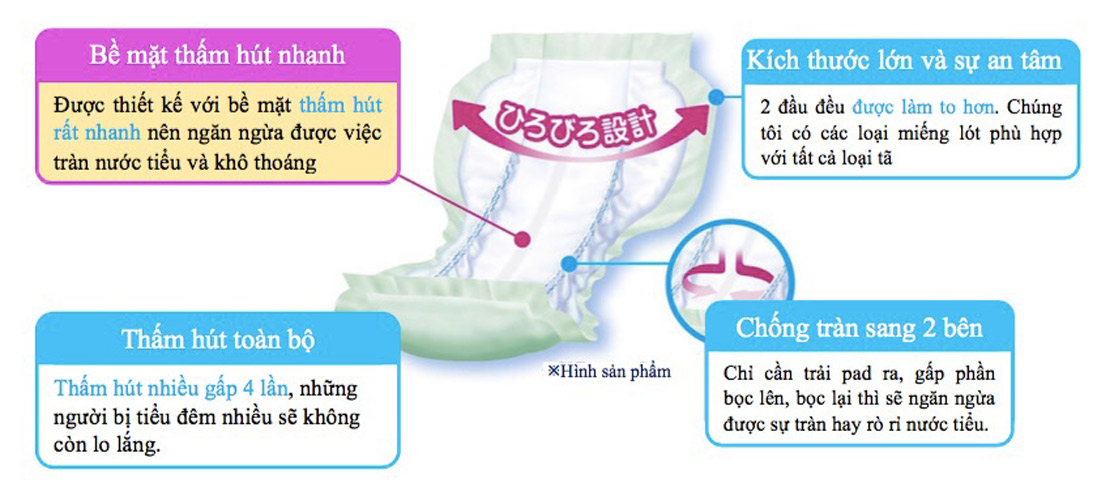 Bề mặt thấm hút nhanh
Được thiết kế với bề mặt thấm hút
rất nhanh nên ngăn ngừa được việc
tràn nước tiểu và khô thoáng
Kích thước lớn và sự an tâm
2 đầu đều được làm to hơn. Chúng
tôi có các loại miếng lót phù hợp
với tất cả loại tã
ひろびろ設計
Thấm hút toàn bộ
Thấm hút nhiều gấp 4 lần, những
người bị tiểu đêm nhiều sẽ không
còn lo lắng.
※Hình sản phẩm
Chống tràn sang 2 bên
Chỉ cần trải pad ra, gấp phần
bọc lên, bọc lại thì sẽ ngăn ngừa
được sự tràn hay rò rỉ nước tiểu.